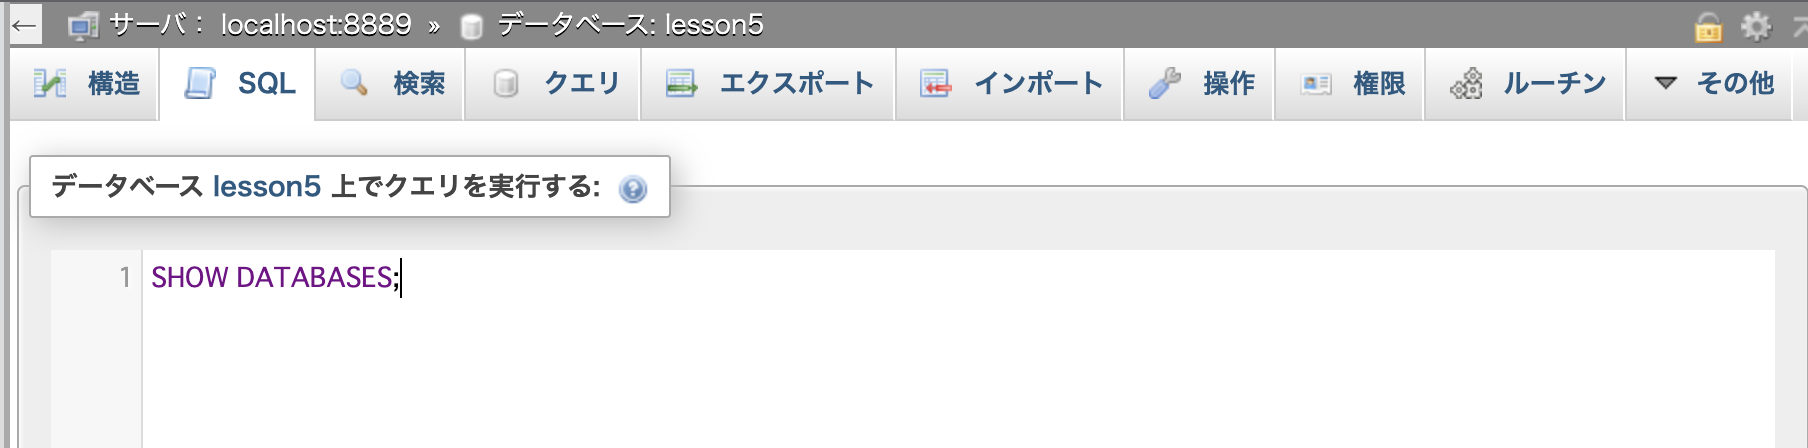 ← サーバ： localhost:8889 » データベース: lesson5
構造 SQL 検索 クエリ エクスポート インポート 操作 権限 ルーチン その他
データベース lesson5 上でクエリを実行する:
1 SHOW DATABASES;